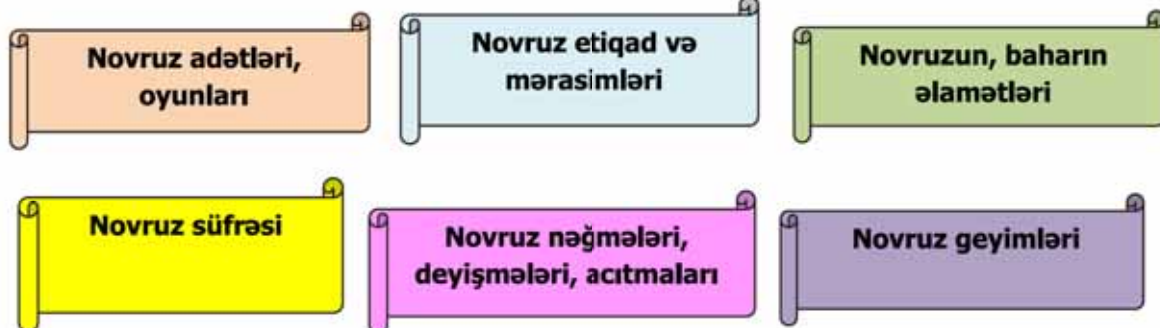 Novruz adətləri,
oyunları
Novruz etiqad və
mərasimləri
Novruzun, baharın
əlamətləri
Novruz süfrəsi
Novruz nəğmələri,
deyişmələri, acıtmaları
Novruz geyimləri